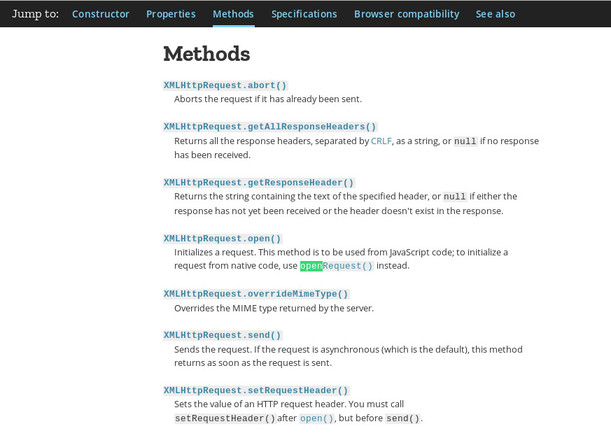 Jump to: Constructor Properties Methods Specifications Browser compatibility See also
Methods
XMLHttpRequest.abort()
Aborts the request if it has already been sent.
XMLHttpRequest.getAllResponseHeaders()
Returns all the response headers, separated by CRLF, as a string, or null if no response
has been received.
XMLHttpRequest.getResponseHeader()
Returns the string containing the text of the specified header, or null if either the
response has not yet been received or the header doesn't exist in the response.
XMLHttpRequest.open()
Initializes a request. This method is to be used from JavaScript code; to initialize a
request from native code, use openRequest() instead.
XMLHttpRequest.overrideMimeType()
Overrides the MIME type returned by the server.
XMLHttpRequest.send()
Sends the request. If the request is asynchronous (which is the default), this method
returns as soon as the request is sent.
XMLHttpRequest.setRequestHeader()
Sets the value of an HTTP request header. You must call
setRequestHeader() after open(), but before send().